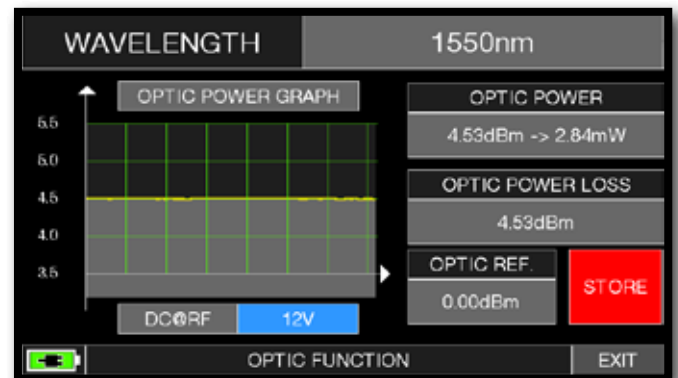 WAVELENGTH 1550nm
OPTIC POWER GRAPH
5.5
5.0
4.5
4.0
3.5
DC@RF 12V
OPTIC POWER
4.53dBm -> 2.84mW
OPTIC POWER LOSS
4.53dBm
OPTIC REF.
0.00dBm
STORE
OPTIC FUNCTION EXIT